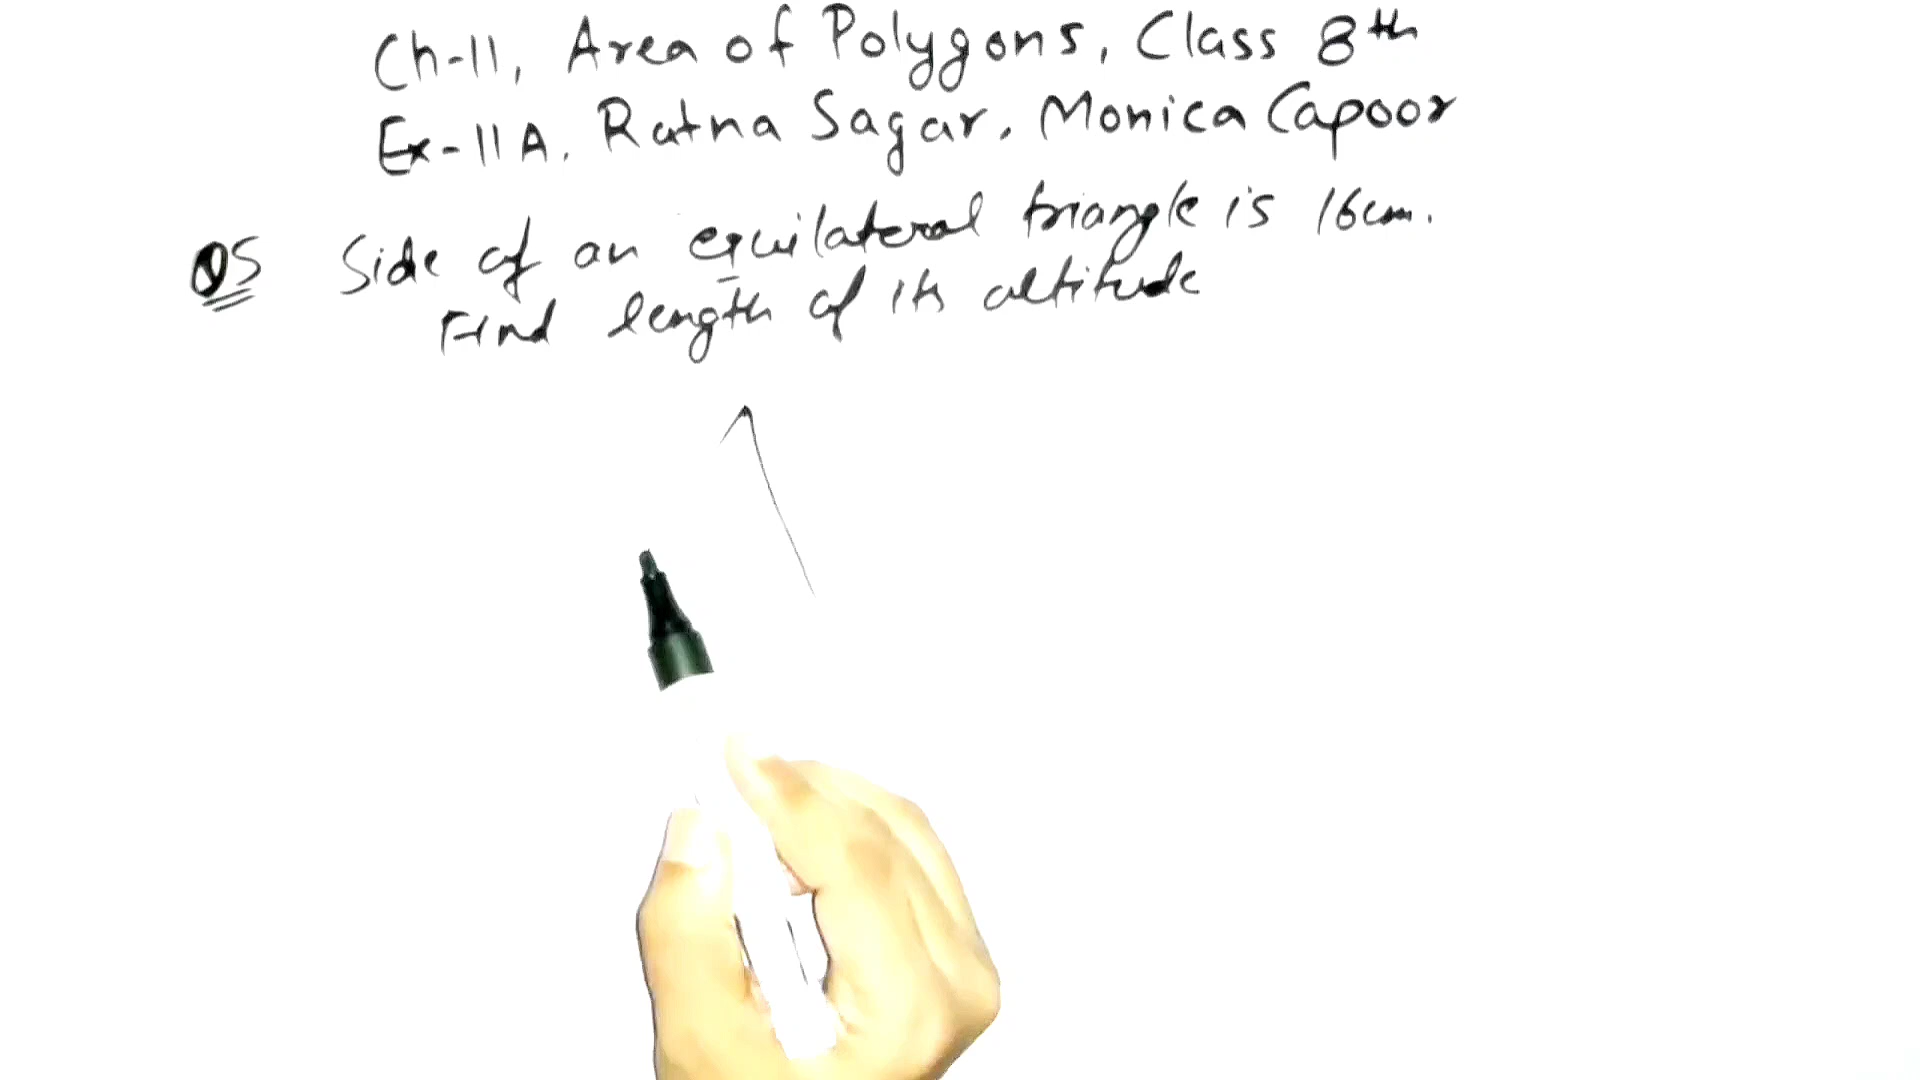 Ch-11, Area of Polygons, Class 8th
Ex-11A. Ratna Sagar. Monica Capoor
Q5 Side of an equilateral triangle is 16cm.
Find length of its altitude